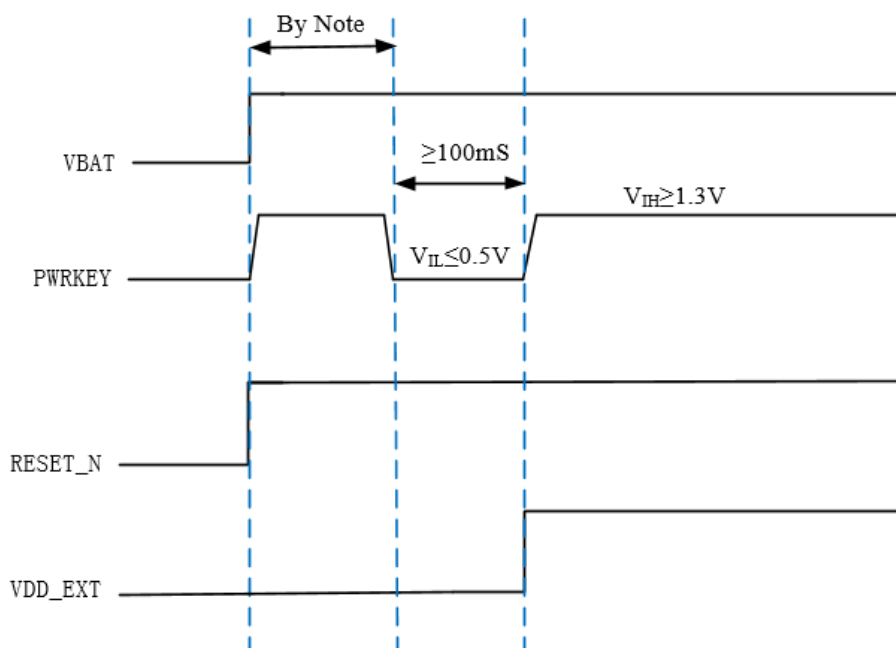 By Note
VBAT
≥100mS
VIH≥1.3V
PWRKEY
VIL≤0.5V
RESET_N
VDD_EXT